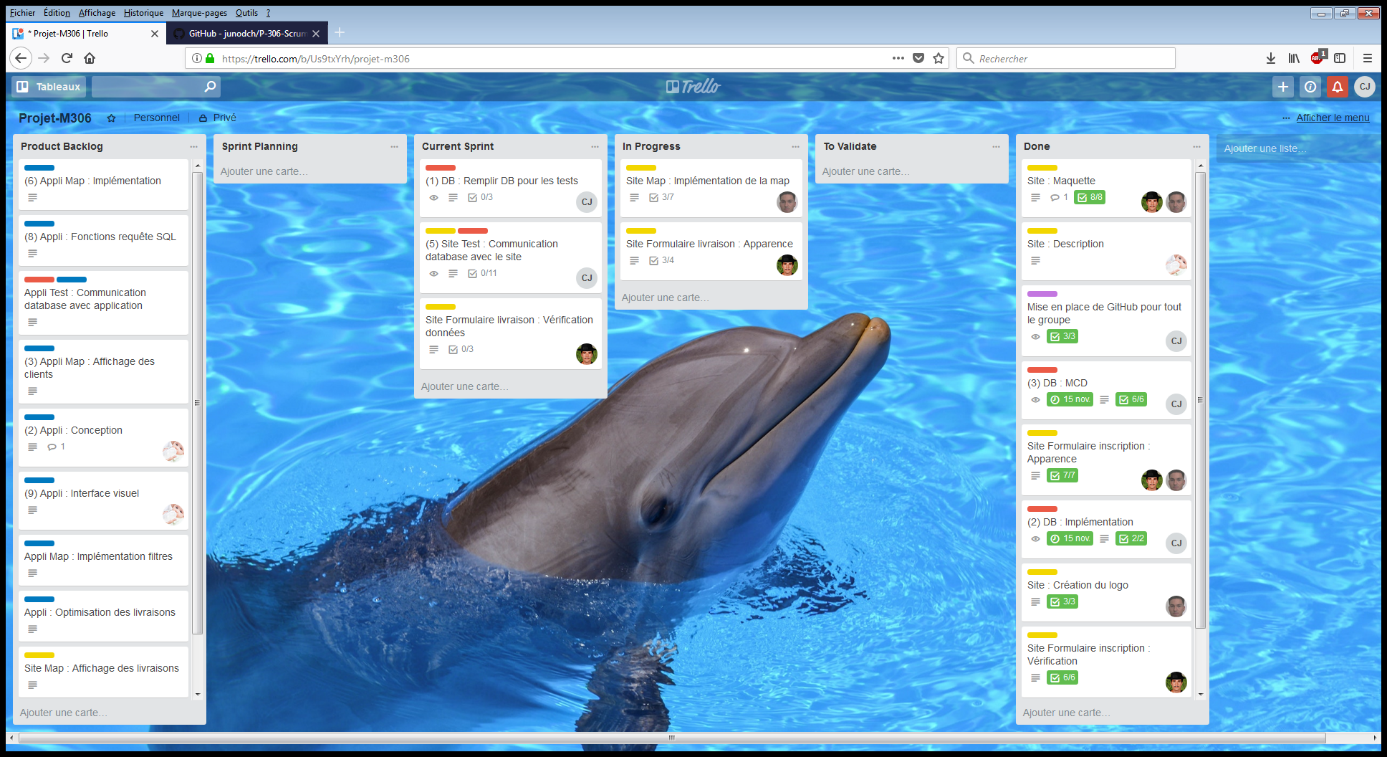 Fichier Édition Affichage Historique Marque-pages Outils ?
* Projet-M306 | Trello
GitHub - junodch/P-306-Scrum
https://trello.com/b/Us9txYrh/projet-m306
Rechercher
1
Tableaux
Trello
CJ
Projet-M306
Personnel
Privé
Afficher le menu
Product Backlog
(6) Appli Map : Implémentation
(8) Appli : Fonctions requête SQL
Appli Test : Communication
database avec application
(3) Appli Map : Affichage des
clients
(2) Appli : Conception
1
(9) Appli : Interface visuel
Appli Map : Implémentation filtres
Appli : Optimisation des livraisons
Site Map : Affichage des livraisons
Ajouter une carte...
Sprint Planning
Ajouter une carte...
Current Sprint
(1) DB : Remplir DB pour les tests
0/3
CJ
(5) Site Test : Communication
database avec le site
0/11
CJ
Site Formulaire livraison : Vérification
données
0/3
Ajouter une carte...
In Progress
Site Map : Implémentation de la map
3/7
Site Formulaire livraison : Apparence
3/4
Ajouter une carte...
To Validate
Ajouter une carte...
Done
Site : Maquette
1 8/8
Site : Description
Mise en place de GitHub pour tout
le groupe
3/3
CJ
(3) DB : MCD
15 nov. 6/6
CJ
Site Formulaire inscription :
Apparence
7/7
(2) DB : Implémentation
15 nov. 2/2
CJ
Site : Création du logo
3/3
Site Formulaire inscription :
Vérification
6/6
Ajouter une carte...
Ajouter une liste...